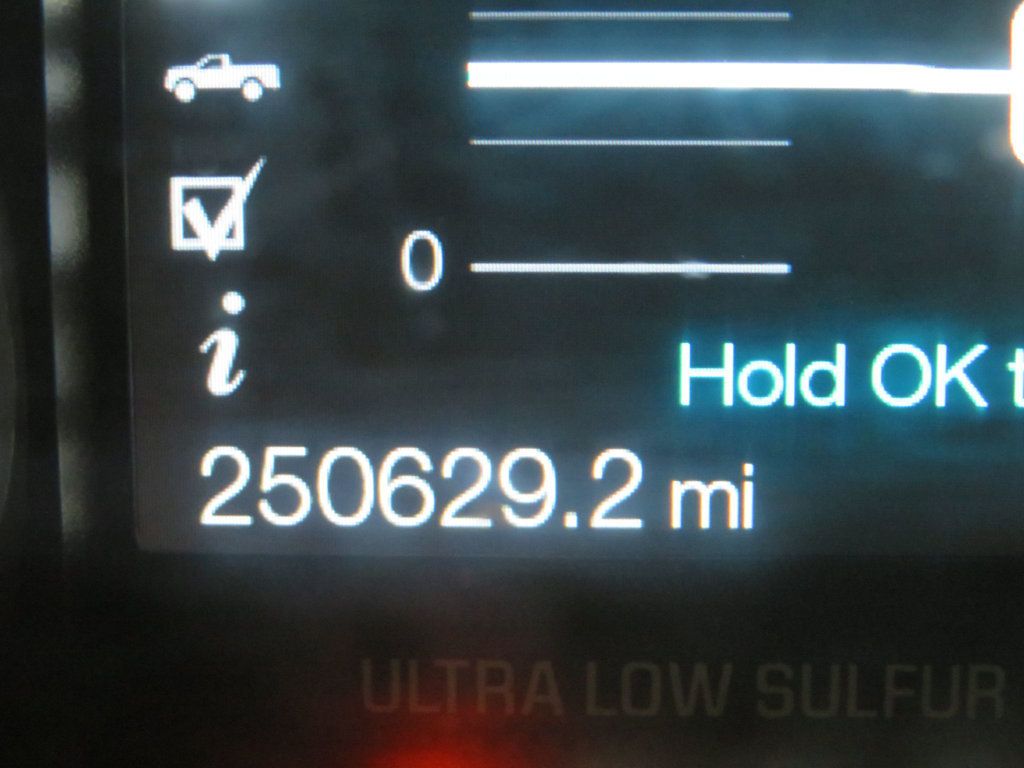 0
Hold OK t
250629.2 mi
ULTRA LOW SULFUR